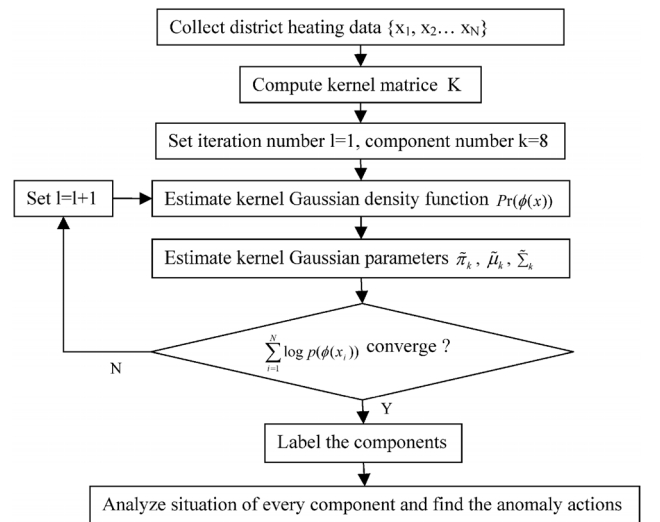 Collect district heating data {x₁, x₂… x_N}
Compute kernel matrice K
Set iteration number l=1, component number k=8
Set l=l+1
Estimate kernel Gaussian density function Pr(ϕ(x))
Estimate kernel Gaussian parameters π̃ₖ , μ̃ₖ , Σ̃ₖ
∑_{i=1}^{N} log p(ϕ(xᵢ)) converge ?
N
Y
Label the components
Analyze situation of every component and find the anomaly actions